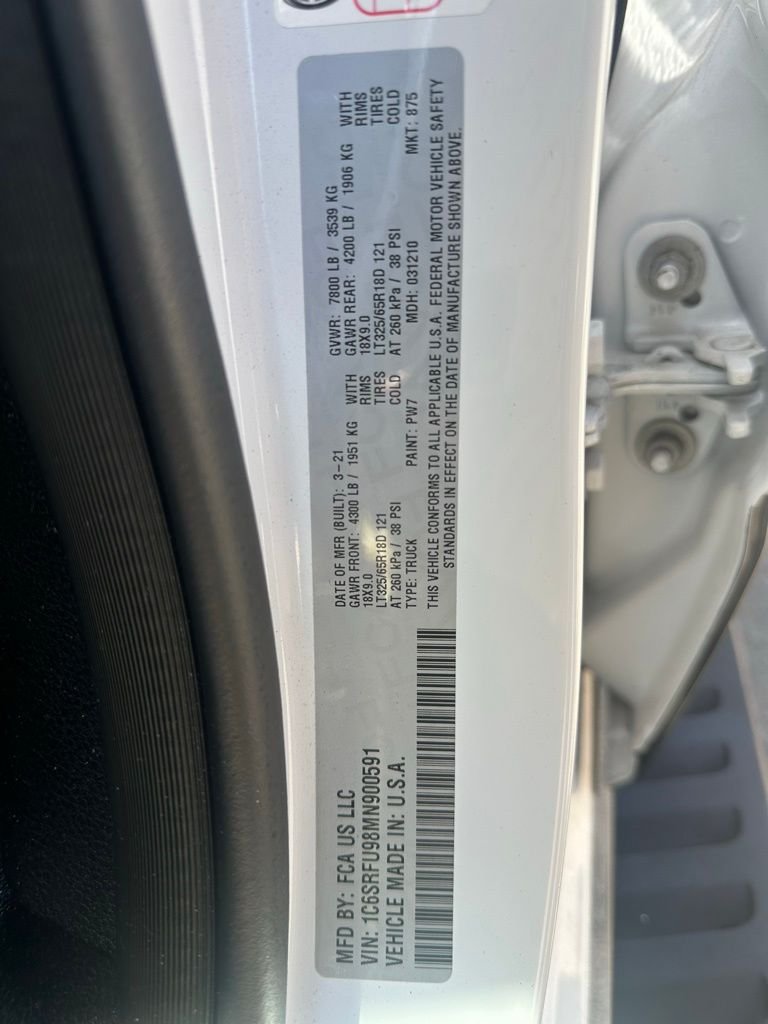 MFD BY: FCA US LLC
VIN: 1C6SRFU98MN900591
VEHICLE MADE IN: U.S.A.
DATE OF MFR (BUILT): 3-21 GVWR: 7800 LB / 3539 KG
GAWR FRONT: 4300 LB / 1951 KG WITH GAWR REAR: 4200 LB / 1906 KG WITH
18X9.0 RIMS 18X9.0 RIMS
LT325/65R18D 121 TIRES LT325/65R18D 121 TIRES
AT 260 kPa / 38 PSI COLD AT 260 kPa / 38 PSI COLD
TYPE: TRUCK PAINT: PW7 MDH: 031210 MKT: 875
THIS VEHICLE CONFORMS TO ALL APPLICABLE U.S.A. FEDERAL MOTOR VEHICLE SAFETY
STANDARDS IN EFFECT ON THE DATE OF MANUFACTURE SHOWN ABOVE.